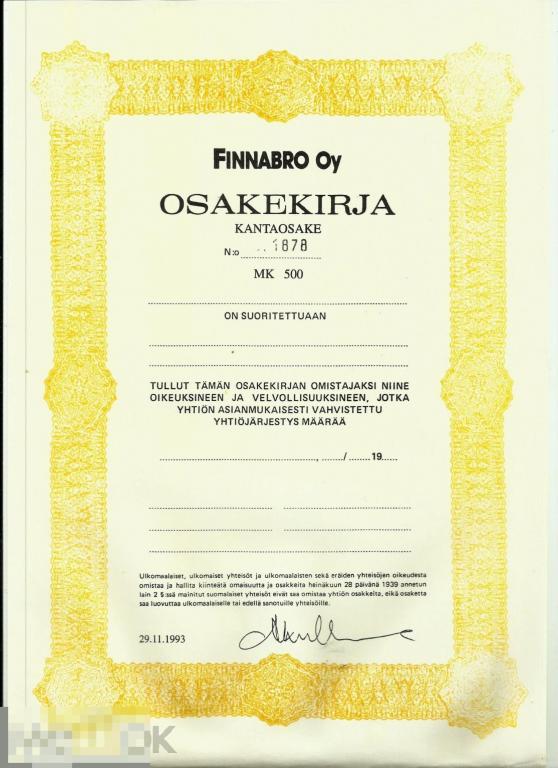 FINNABRO Oy
OSAKEKIRJA
KANTAOSAKE
N:o 1878
MK 500
ON SUORITETTUAAN
TULLUT TÄMÄN OSAKEKIRJAN OMISTAJAKSI NIINE
OIKEUKSINEEN JA VELVOLLISUUKSINEEN, JOTKA
YHTIÖN ASIANMUKAISESTI VAHVISTETTU
YHTIÖJÄRJESTYS MÄÄRÄÄ
, / 19
Ulkomaalaiset, ulkomaiset yhteisöt ja ulkomaalaisten sekä eräiden yhteisöjen oikeudesta
omistaa ja hallita kiinteätä omaisuutta ja osakkeita heinäkuun 28 päivänä 1939 annetun
lain 2 §:ssä mainitut suomalaiset yhteisöt eivät saa omistaa yhtiön osakkeita, eikä osaketta
saa luovuttaa ulkomaalaiselle tai edellä sanotuille yhteisöille.
29.11.1993